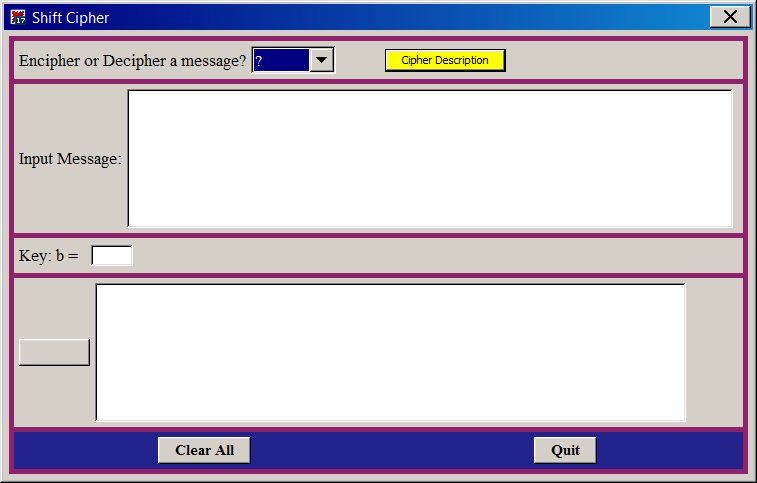 Shift Cipher
Encipher or Decipher a message? ?
Cipher Description
Input Message:
Key: b =
Clear All
Quit